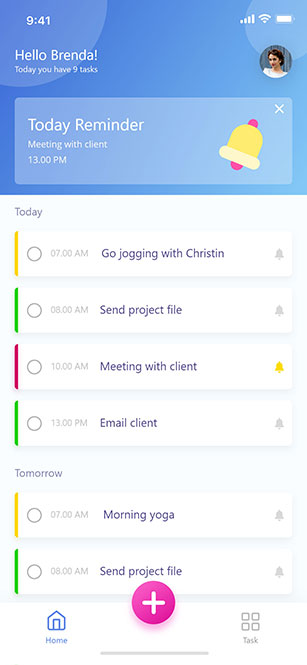 9:41
Hello Brenda!
Today you have 9 tasks
Today Reminder
Meeting with client
13.00 PM
Today
07.00 AM Go jogging with Christin
08.00 AM Send project file
10.00 AM Meeting with client
13.00 PM Email client
Tomorrow
07.00 AM Morning yoga
08.00 AM Send project file
Home Task